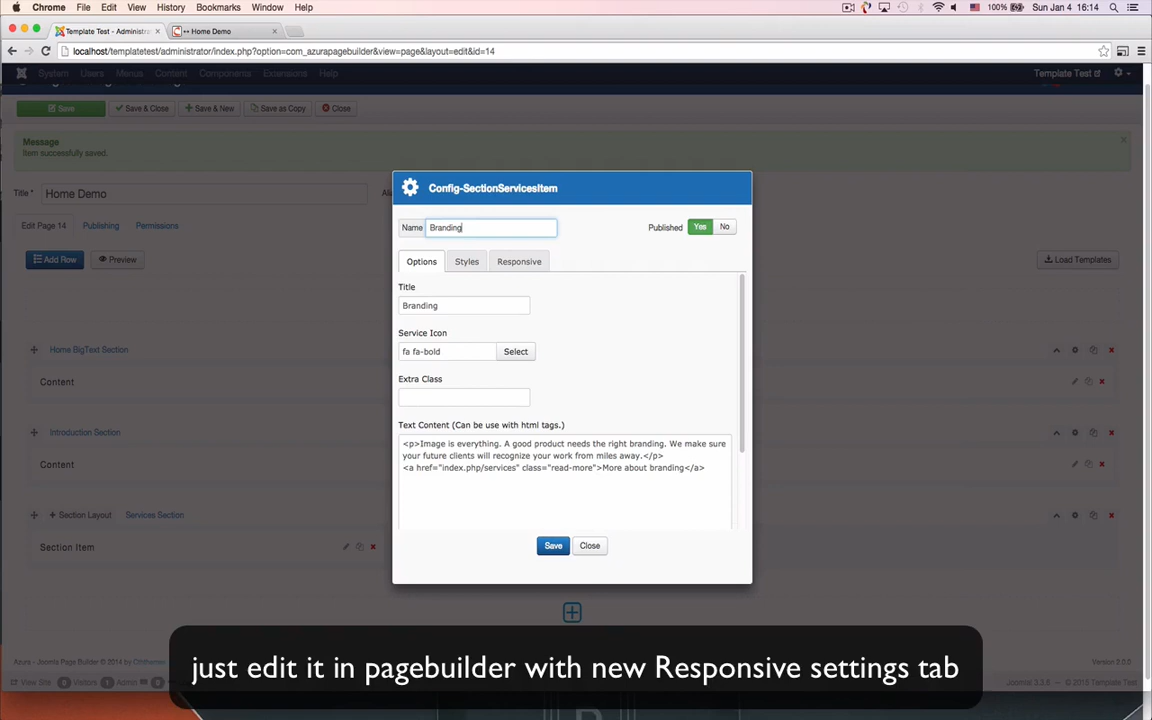 Chrome File Edit View History Bookmarks Window Help 100% Sun Jan 4 16:14
Template Test - Administra × Home Demo ×
localhost/templatetest/administrator/index.php?option=com_azurapagebuilder&view=page&layout=edit&id=14
System Users Menus Content Components Extensions Help Template Test
Save Save & Close Save & New Save as Copy Close
Message
Item successfully saved.
Title * Home Demo
Edit Page 14 Publishing Permissions
Add Row Preview Load Templates
Config-SectionServicesItem
Name Branding Published Yes No
Options Styles Responsive
Title
Branding
Service Icon
fa fa-bold Select
Extra Class
Text Content (Can be use with html tags.)
<p>Image is everything. A good product needs the right branding. We make sure
your future clients will recognize your work from miles away.</p>
<a href="index.php/services" class="read-more">More about branding</a>
Save Close
Home BigText Section
Content
Introduction Section
Content
+ Section Layout Services Section
Section Item
just edit it in pagebuilder with new Responsive settings tab
Azura - Joomla Page Builder © 2014 by Cththemes
View Site 0 Visitors 1 Admin
Joomla! 3.3.6 — © 2015 Template Test